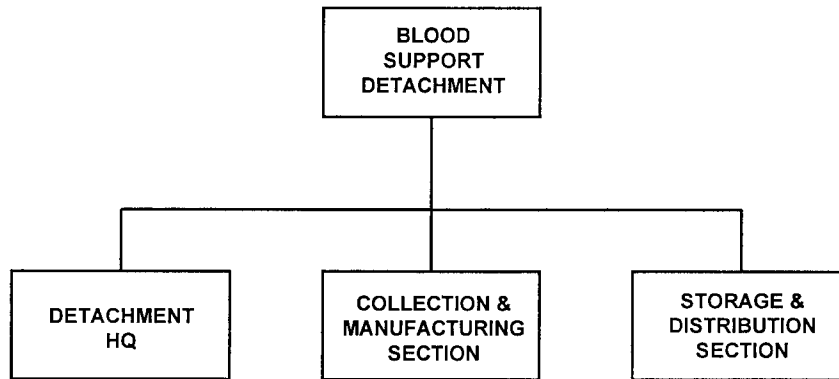 BLOOD
SUPPORT
DETACHMENT
DETACHMENT
HQ
COLLECTION &
MANUFACTURING
SECTION
STORAGE &
DISTRIBUTION
SECTION